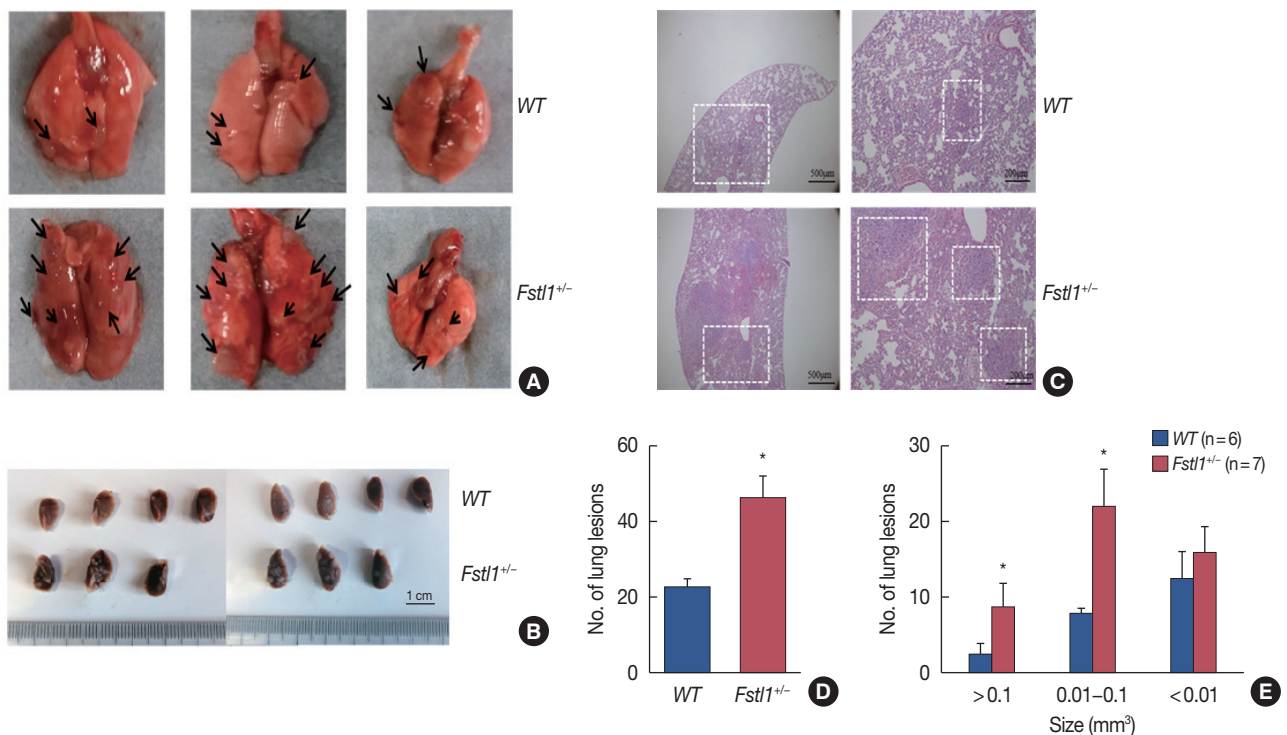 WT
Fstl1+/–
A
WT
Fstl1+/–
500μm
200μm
500μm
200μm
C
WT
Fstl1+/–
1 cm
B
No. of lung lesions
60
40
20
0
*
WT
Fstl1+/–
D
No. of lung lesions
30
20
10
0
*
*
WT (n=6)
Fstl1+/– (n=7)
>0.1
0.01–0.1
<0.01
Size (mm³)
E